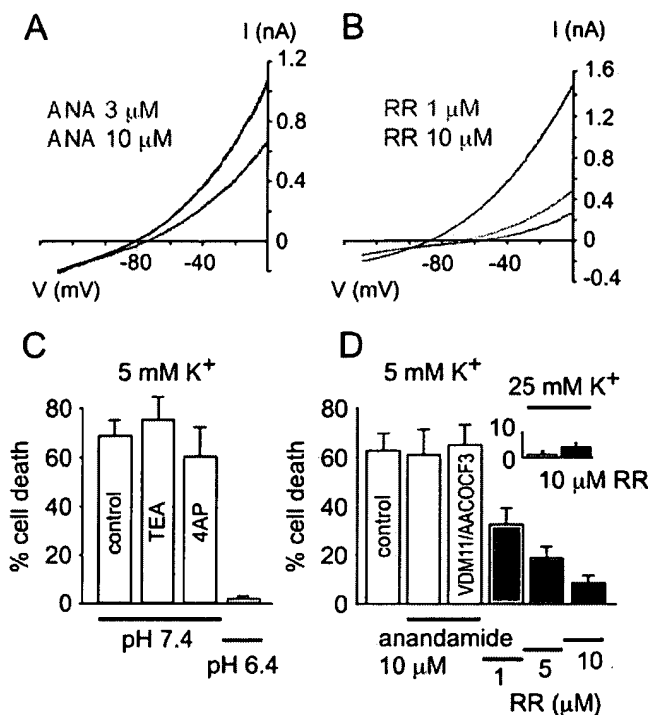 A
I (nA)
1.2
0.8
0.4
0
ANA 3 μM
ANA 10 μM
-80
-40
V (mV)
B
I (nA)
1.6
1.2
0.8
0.4
0
-0.4
RR 1 μM
RR 10 μM
-80
-40
V (mV)
C
5 mM K+
80
60
40
20
0
% cell death
control
TEA
4AP
pH 7.4
pH 6.4
D
5 mM K+
25 mM K+
80
60
40
20
0
% cell death
control
VDM11/AACOCF3
10
0
10 μM RR
anandamide
10 μM
1
5
10
RR (μM)